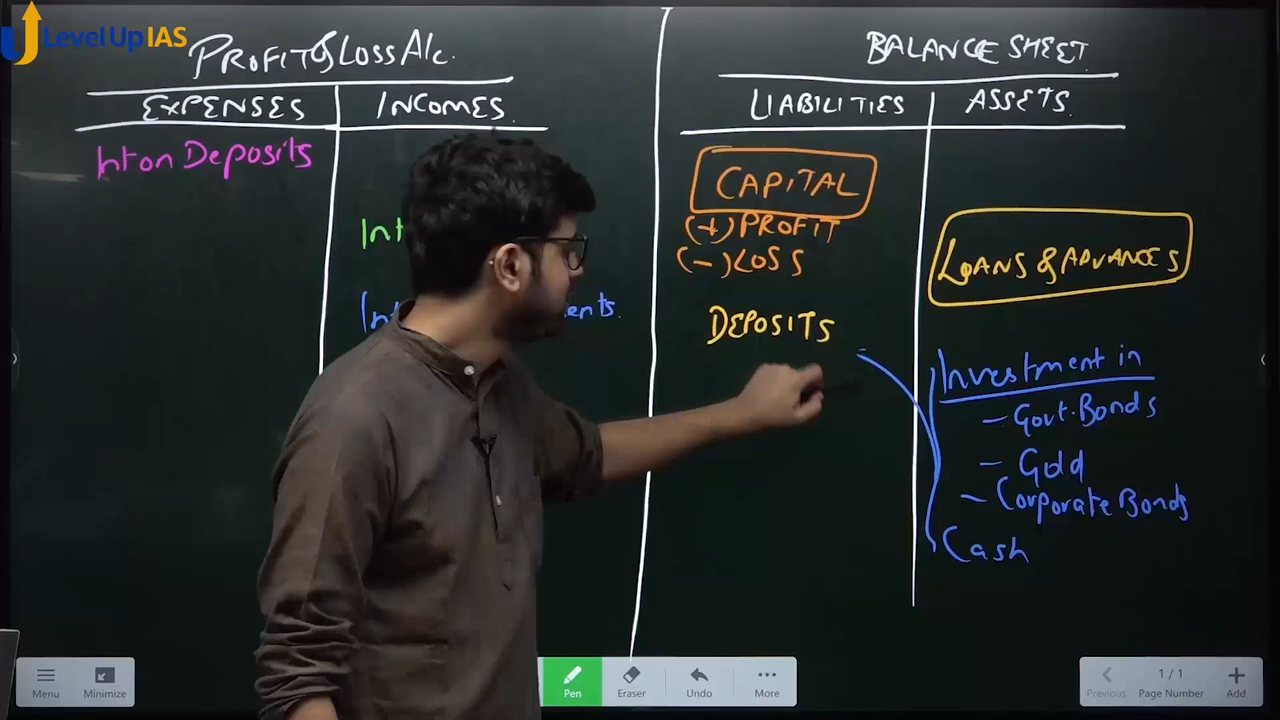 LevelUp IAS
PROFIT & LOSS A/c.
EXPENSES
INCOMES.
Int on Deposits
Int
ents.
BALANCE SHEET
LIABILITIES
ASSETS.
CAPITAL
(+) PROFIT
(-) LOSS
DEPOSITS
LOANS & ADVANCES
Investment in
- Govt. Bonds
- Gold
- Corporate Bonds
Cash
Menu
Minimize
Pen
Eraser
Undo
More
Previous
1/1
Page Number
Add